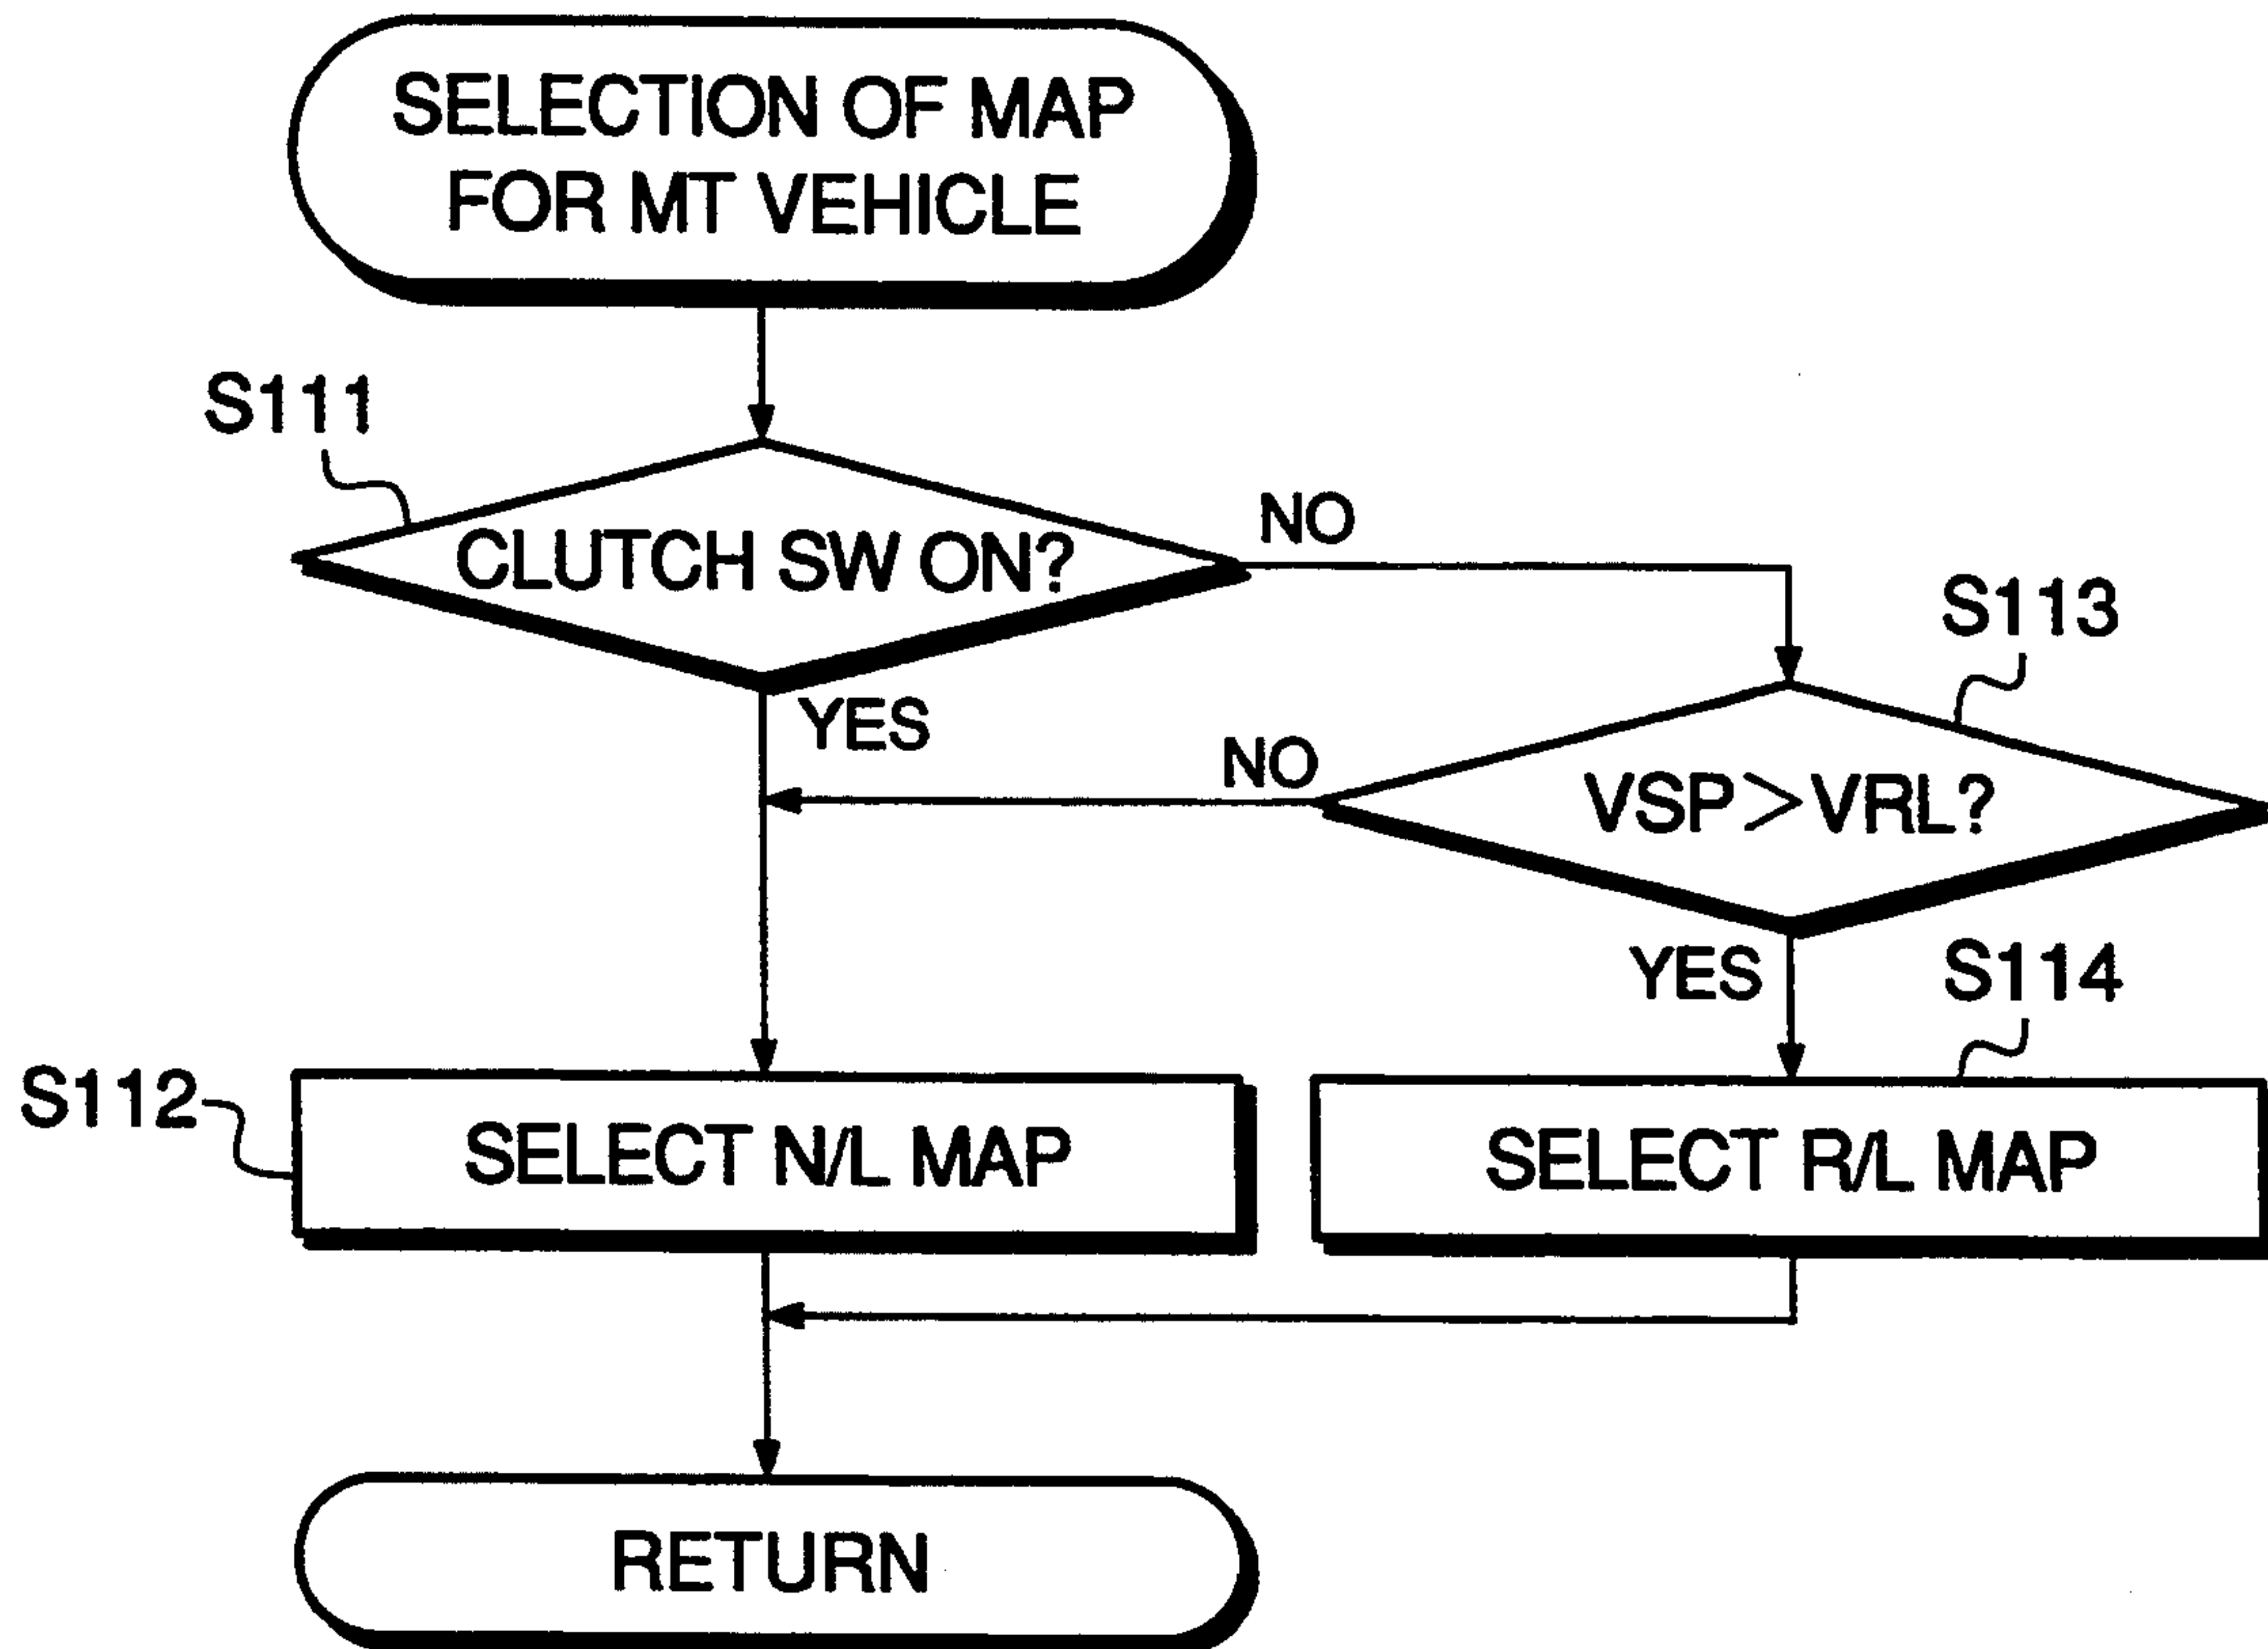 SELECTION OF MAP
FOR MT VEHICLE
S111
CLUTCH SW ON?
NO
S113
YES
NO
VSP>VRL?
YES
S114
S112
SELECT N/L MAP
SELECT R/L MAP
RETURN